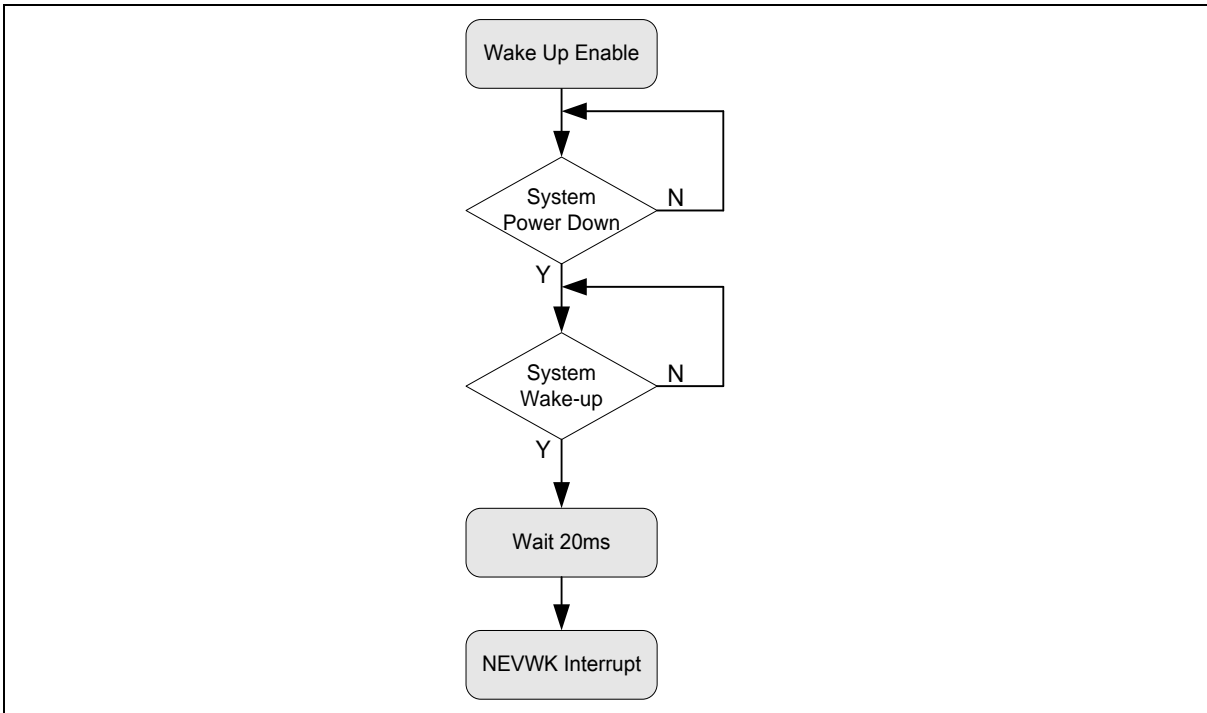 Wake Up Enable
System
Power Down
N
Y
System
Wake-up
N
Y
Wait 20ms
NEVWK Interrupt